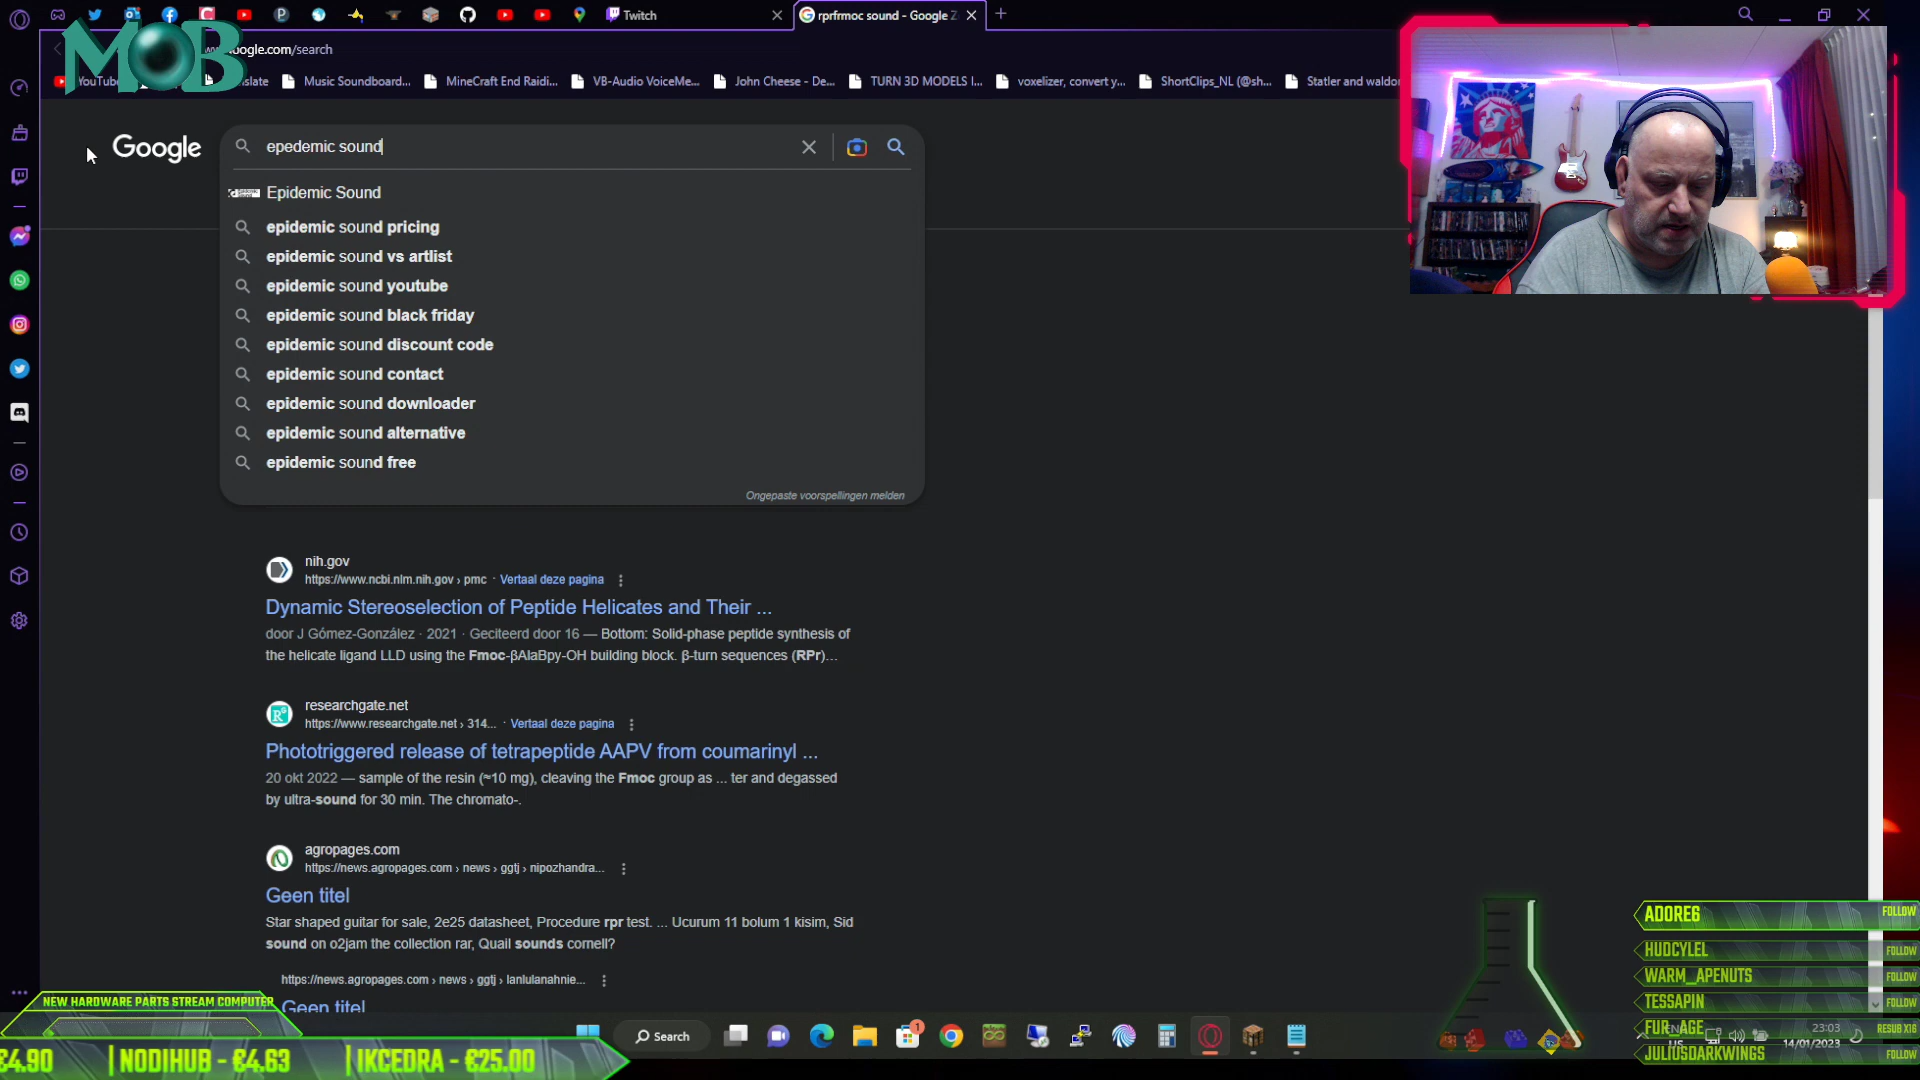 MOB
Twitch
rprfrmoc sound - Google Z
oogle.com/search
YouTube
Translate
Music Soundboard...
MineCraft End Raidi...
VB-Audio VoiceMe...
John Cheese - De...
TURN 3D MODELS I...
voxelizer, convert y...
ShortClips_NL (@sh...
Statler and waldo
Google
epedemic sound
Epidemic Sound
epidemic sound pricing
epidemic sound vs artlist
epidemic sound youtube
epidemic sound black friday
epidemic sound discount code
epidemic sound contact
epidemic sound downloader
epidemic sound alternative
epidemic sound free
Ongepaste voorspellingen melden
nih.gov
https://www.ncbi.nlm.nih.gov › pmc · Vertaal deze pagina
Dynamic Stereoselection of Peptide Helicates and Their ...
door J Gómez-González · 2021 · Geciteerd door 16 — Bottom: Solid-phase peptide synthesis of
the helicate ligand LLD using the Fmoc-βAlaBpy-OH building block. β-turn sequences (RPr)...
researchgate.net
https://www.researchgate.net › 314... · Vertaal deze pagina
Phototriggered release of tetrapeptide AAPV from coumarinyl ...
20 okt 2022 — sample of the resin (≈10 mg), cleaving the Fmoc group as ... ter and degassed
by ultra-sound for 30 min. The chromato-.
agropages.com
https://news.agropages.com › news › ggtj › nipozhandra...
Geen titel
Star shaped guitar for sale, 2e25 datasheet, Procedure rpr test. ... Ucurum 11 bolum 1 kisim, Sid
sound on o2jam the collection rar, Quail sounds cornell?
https://news.agropages.com › news › ggtj › lanlulanahnie...
Geen titel
ADORE6 FOLLOW
HUDCYLEL FOLLOW
WARM_APENUTS FOLLOW
TESSAPIN FOLLOW
FUR_AGE RESUB X16
JULIUSDARKWINGS FOLLOW
NEW HARDWARE PARTS STREAM COMPUTER
€4.90 | NODIHUB - €4.63 | IKCEDRA - €25.00
Search
1
US
23:03
14/01/2023